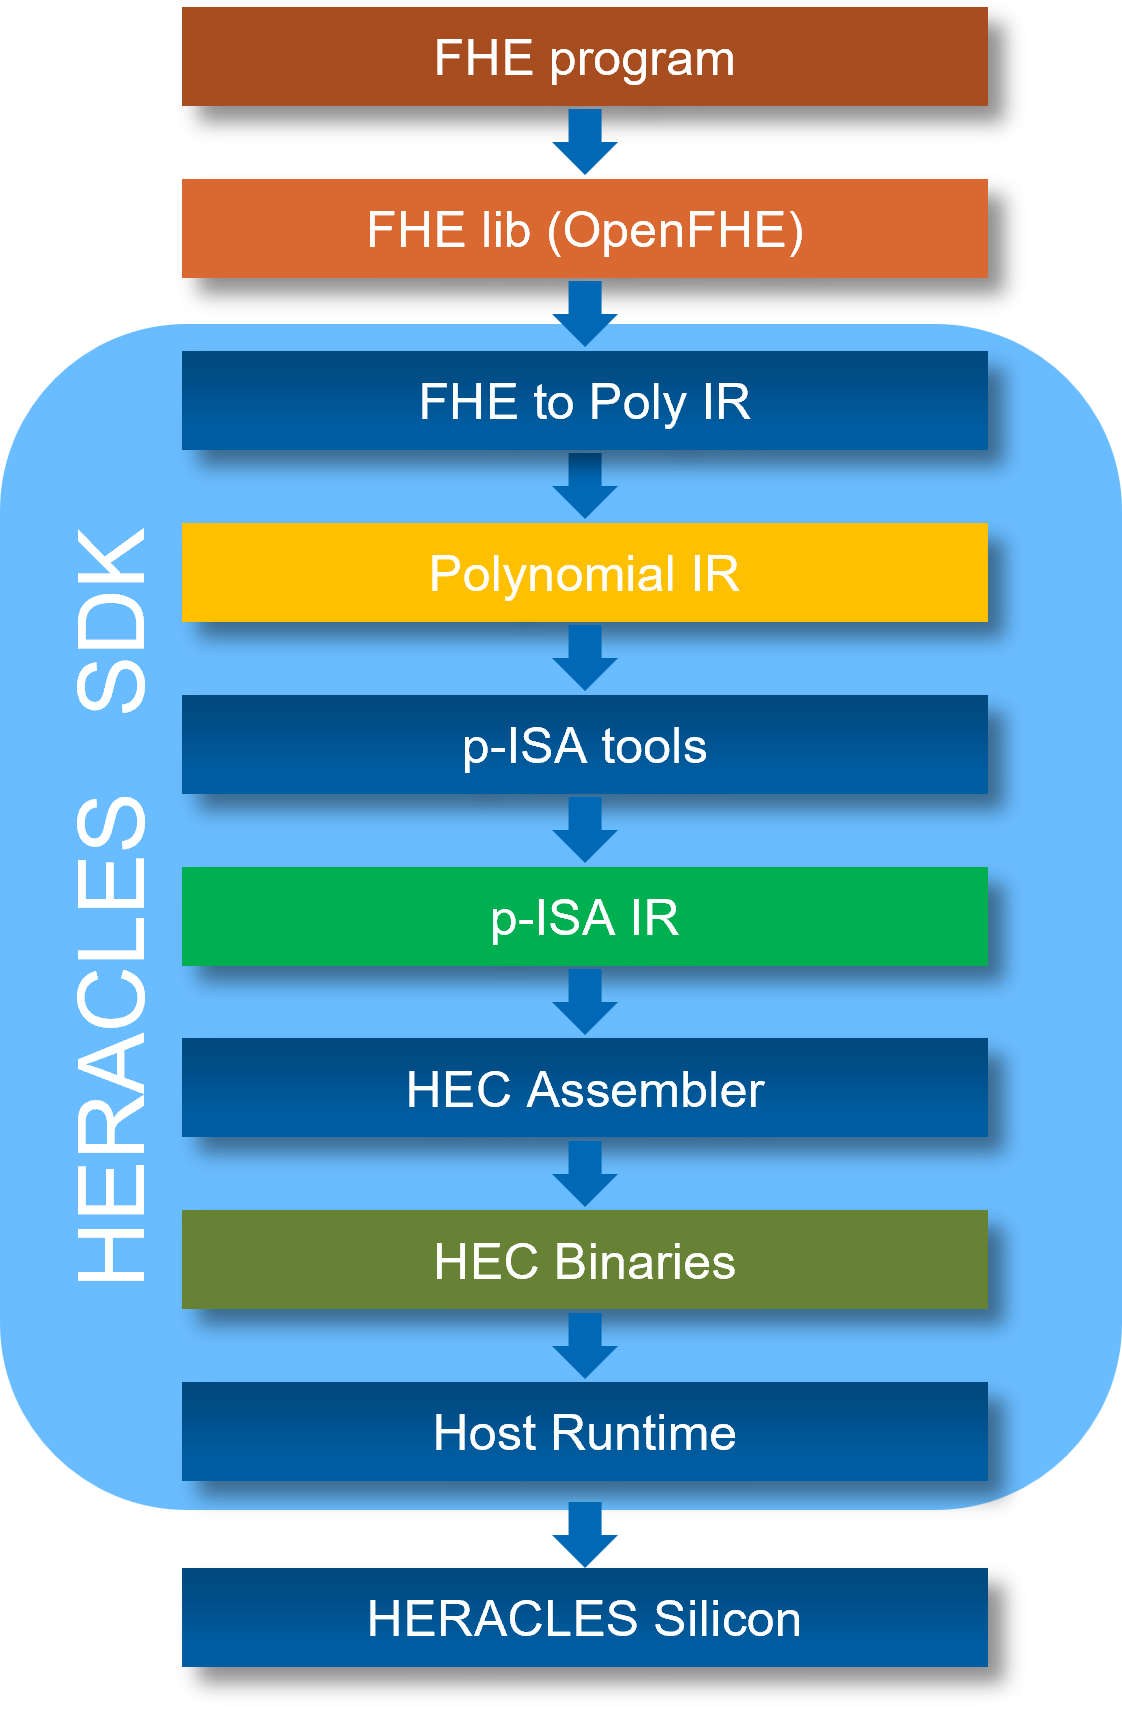 FHE program
FHE lib (OpenFHE)
FHE to Poly IR
Polynomial IR
p-ISA tools
p-ISA IR
HEC Assembler
HEC Binaries
Host Runtime
HERACLES SDK
HERACLES Silicon